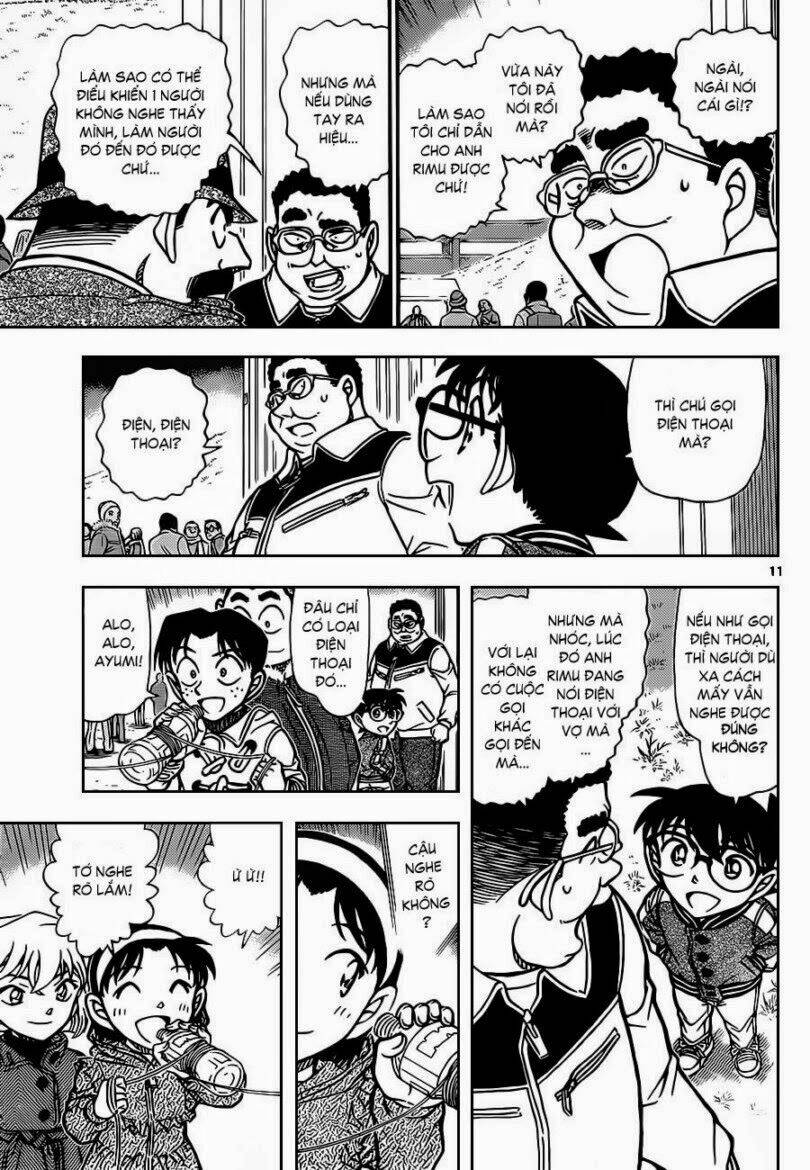 NGÀI,
NGÀI NÓI
CÁI GÌ!?
VỪA NÃY
TÔI ĐÃ
NÓI RỒI
MÀ?
LÀM SAO
TÔI CHỈ DẪN
CHO ANH
RIMU ĐƯỢC
CHỨ!
NHƯNG MÀ
NẾU DÙNG
TAY RA
HIỆU...
LÀM SAO CÓ THỂ
ĐIỀU KHIỂN 1 NGƯỜI
KHÔNG NGHE THẤY
MÌNH, LÀM NGƯỜI
ĐÓ ĐẾN ĐÓ ĐƯỢC
CHỨ...
THÌ CHÚ GỌI
ĐIỆN THOẠI
MÀ?
ĐIỆN, ĐIỆN
THOẠI?
11
NẾU NHƯ GỌI
ĐIỆN THOẠI,
THÌ NGƯỜI DÙ
XA CÁCH
MẤY VẪN
NGHE ĐƯỢC
ĐÚNG
KHÔNG?
NHƯNG MÀ
NHÓC, LÚC
ĐÓ ANH
RIMU ĐANG
NÓI ĐIỆN
THOẠI VỚI
VỢ MÀ ...
VỚI LẠI
KHÔNG
CÓ CUỘC
GỌI
KHÁC
GỌI ĐẾN
MÀ...
ĐÂU CHỈ
CÓ LOẠI
ĐIỆN
THOẠI
ĐÓ...
ALO,
ALO,
AYUMI!
CẬU
NGHE
RÕ
KHÔNG
?
Ừ Ừ!!
TỚ NGHE
RÕ LẮM!